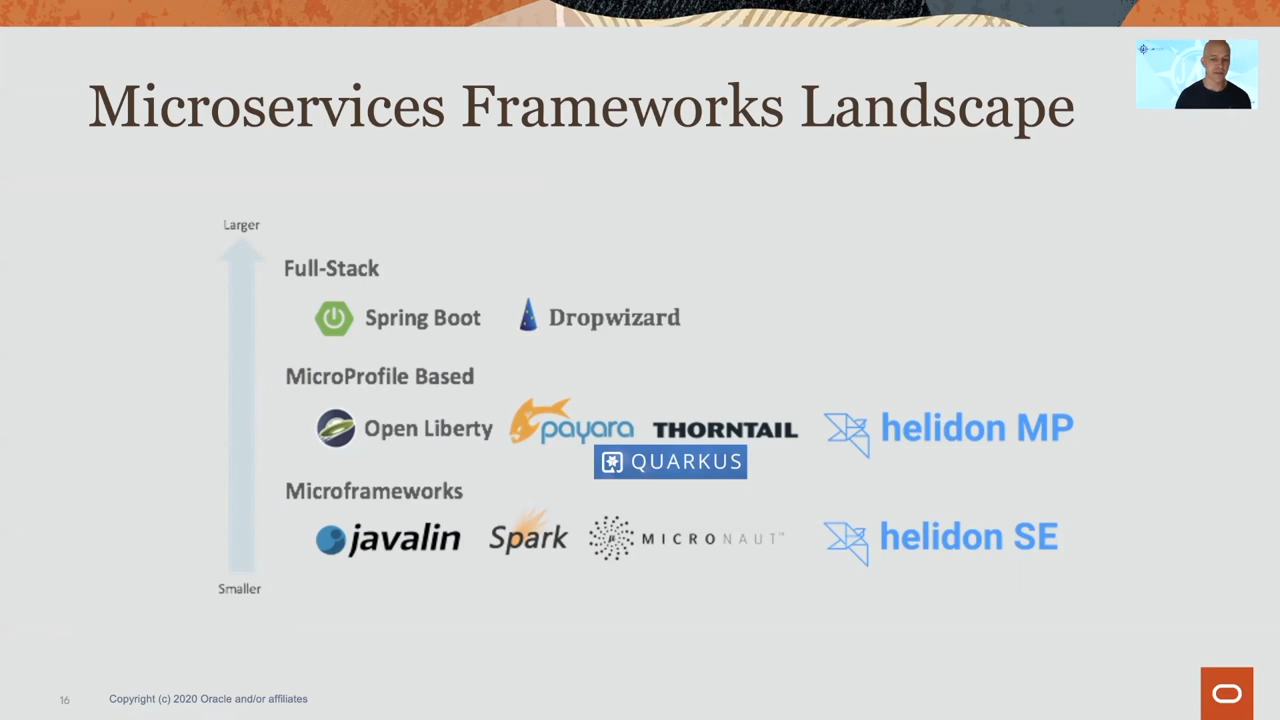 Microservices Frameworks Landscape
Larger
Full-Stack
Spring Boot Dropwizard
MicroProfile Based
Open Liberty payara THORNTAIL helidon MP
QUARKUS
Microframeworks
javalin Spark MICRONAUT™ helidon SE
Smaller
16 Copyright (c) 2020 Oracle and/or affiliates